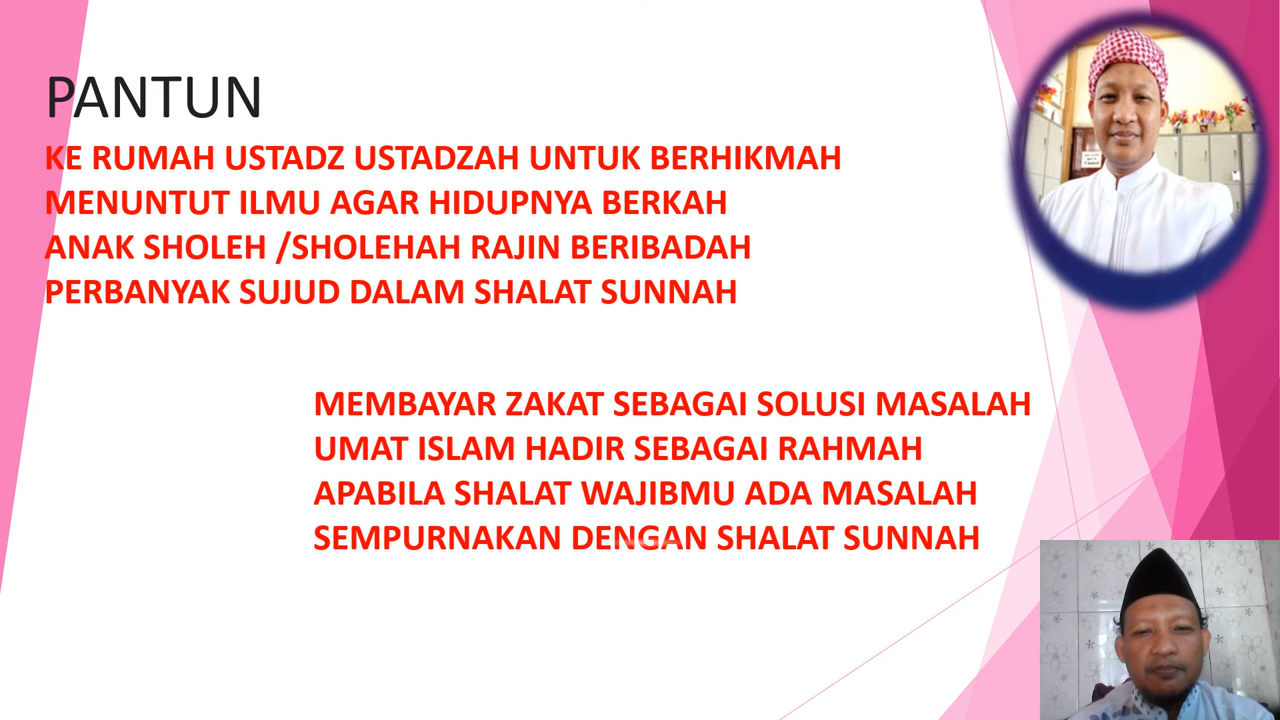 PANTUN
KE RUMAH USTADZ USTADZAH UNTUK BERHIKMAH
MENUNTUT ILMU AGAR HIDUPNYA BERKAH
ANAK SHOLEH /SHOLEHAH RAJIN BERIBADAH
PERBANYAK SUJUD DALAM SHALAT SUNNAH
MEMBAYAR ZAKAT SEBAGAI SOLUSI MASALAH
UMAT ISLAM HADIR SEBAGAI RAHMAH
APABILA SHALAT WAJIBMU ADA MASALAH
SEMPURNAKAN DENGAN SHALAT SUNNAH